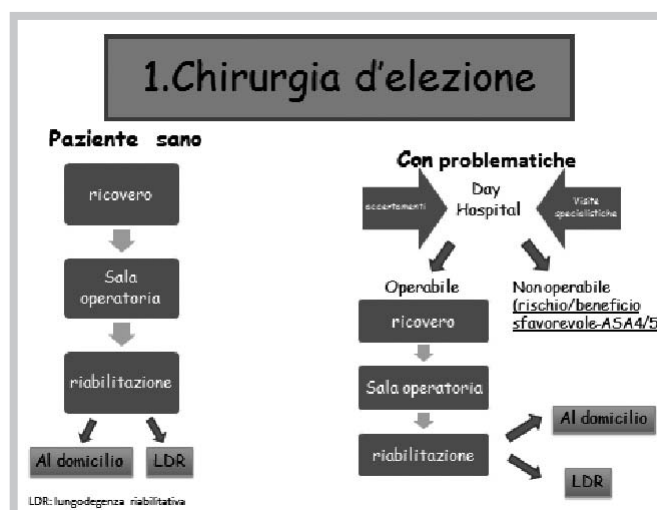 1.Chirurgia d'elezione
Paziente sano
ricovero
Sala
operatoria
riabilitazione
Al domicilio
LDR
LDR: lungodegenza riabilitativa
Con problematiche
accertamenti
Day
Hospital
Visite
specialistiche
Operabile
Non operabile
(rischio/beneficio
sfavorevole-ASA4/5
ricovero
Sala operatoria
riabilitazione
Al domicilio
LDR